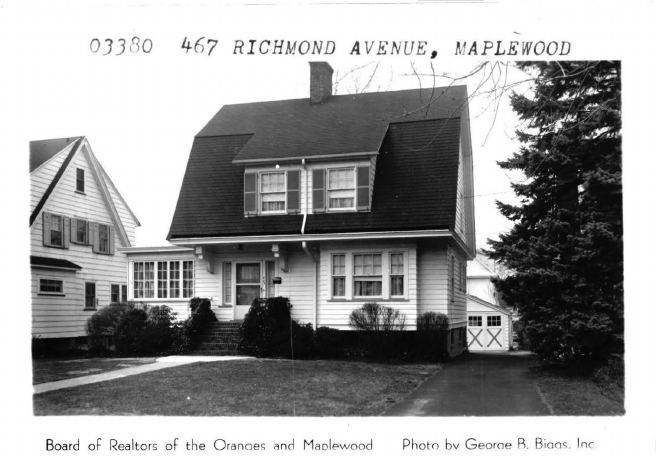 03380 467 RICHMOND AVENUE, MAPLEWOOD
Board of Realtors of the Oranges and Maplewood Photo by George B. Biggs, Inc.